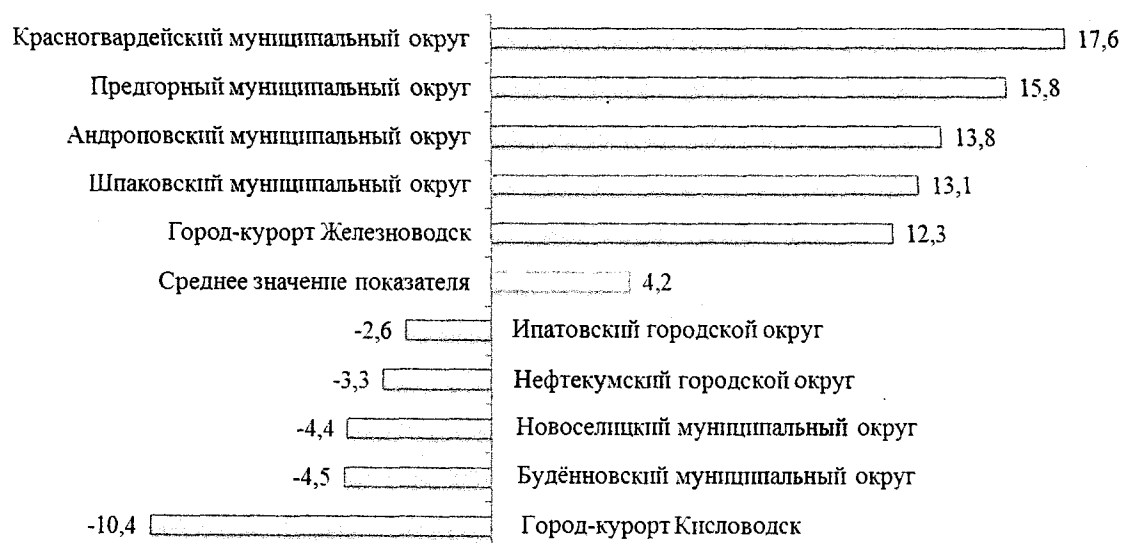 Красногвардейский муниципальный округ 17,6
Предгорный муниципальный округ 15,8
Андроповский муниципальный округ 13,8
Шпаковский муниципальный округ 13,1
Город-курорт Железноводск 12,3
Среднее значение показателя 4,2
-2,6 Ипатовский городской округ
-3,3 Нефтекумский городской округ
-4,4 Новоселицкий муниципальный округ
-4,5 Будённовский муниципальный округ
-10,4 Город-курорт Кисловодск